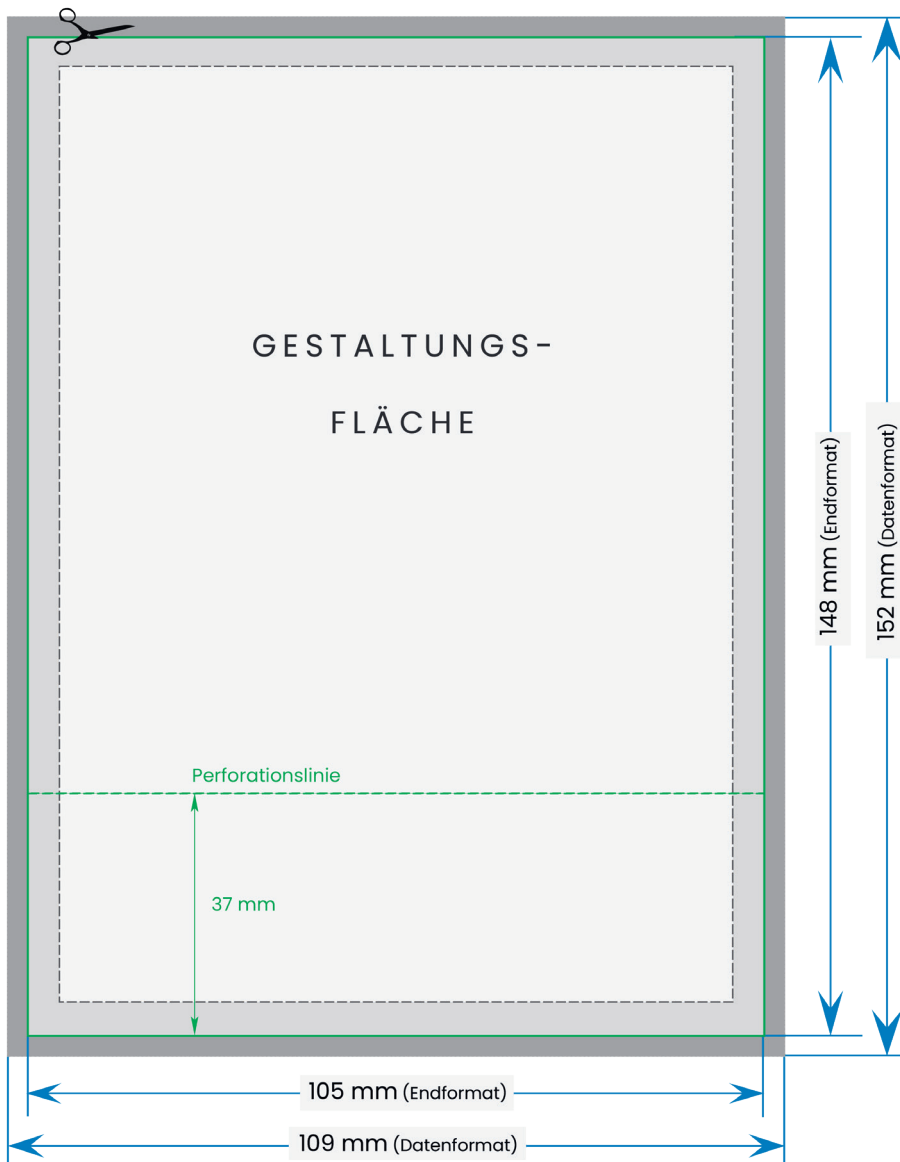 GESTALTUNGS-
FLÄCHE
148 mm (Endformat)
152 mm (Datenformat)
Perforationslinie
37 mm
105 mm (Endformat)
109 mm (Datenformat)